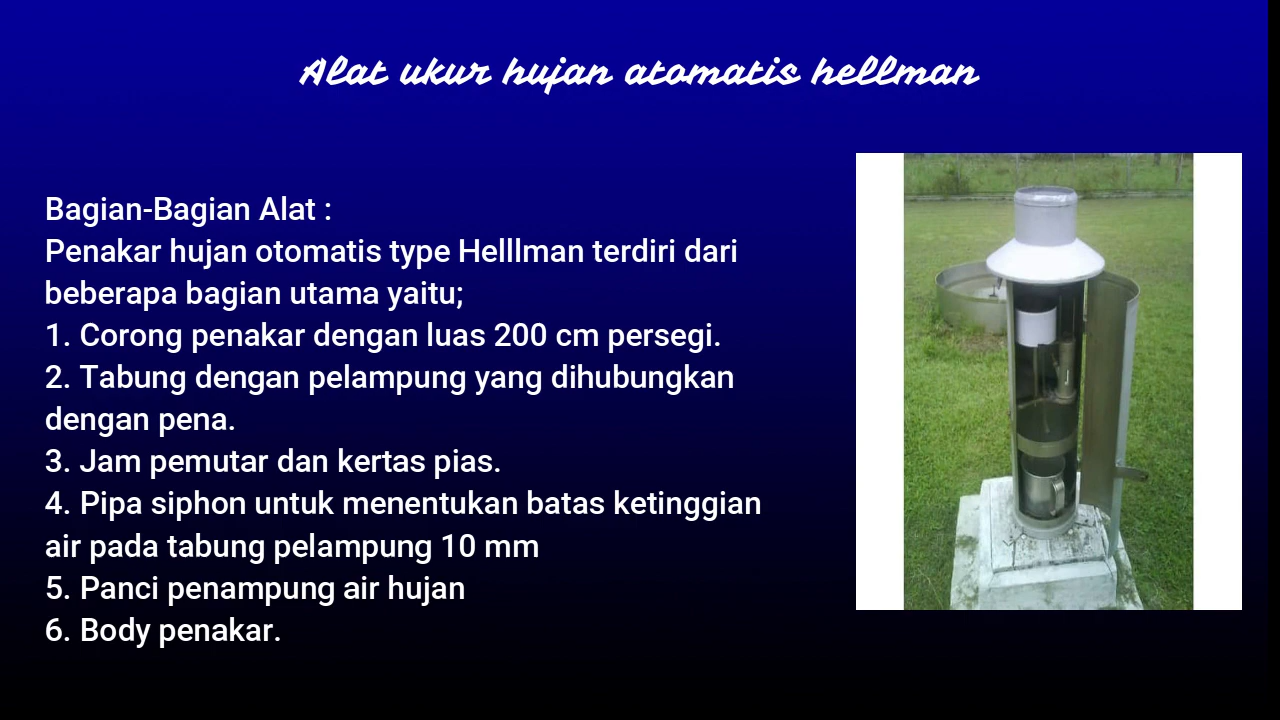 Alat ukur hujan atomatis hellman
Bagian-Bagian Alat :
Penakar hujan otomatis type Helllman terdiri dari
beberapa bagian utama yaitu;
1. Corong penakar dengan luas 200 cm persegi.
2. Tabung dengan pelampung yang dihubungkan
dengan pena.
3. Jam pemutar dan kertas pias.
4. Pipa siphon untuk menentukan batas ketinggian
air pada tabung pelampung 10 mm
5. Panci penampung air hujan
6. Body penakar.